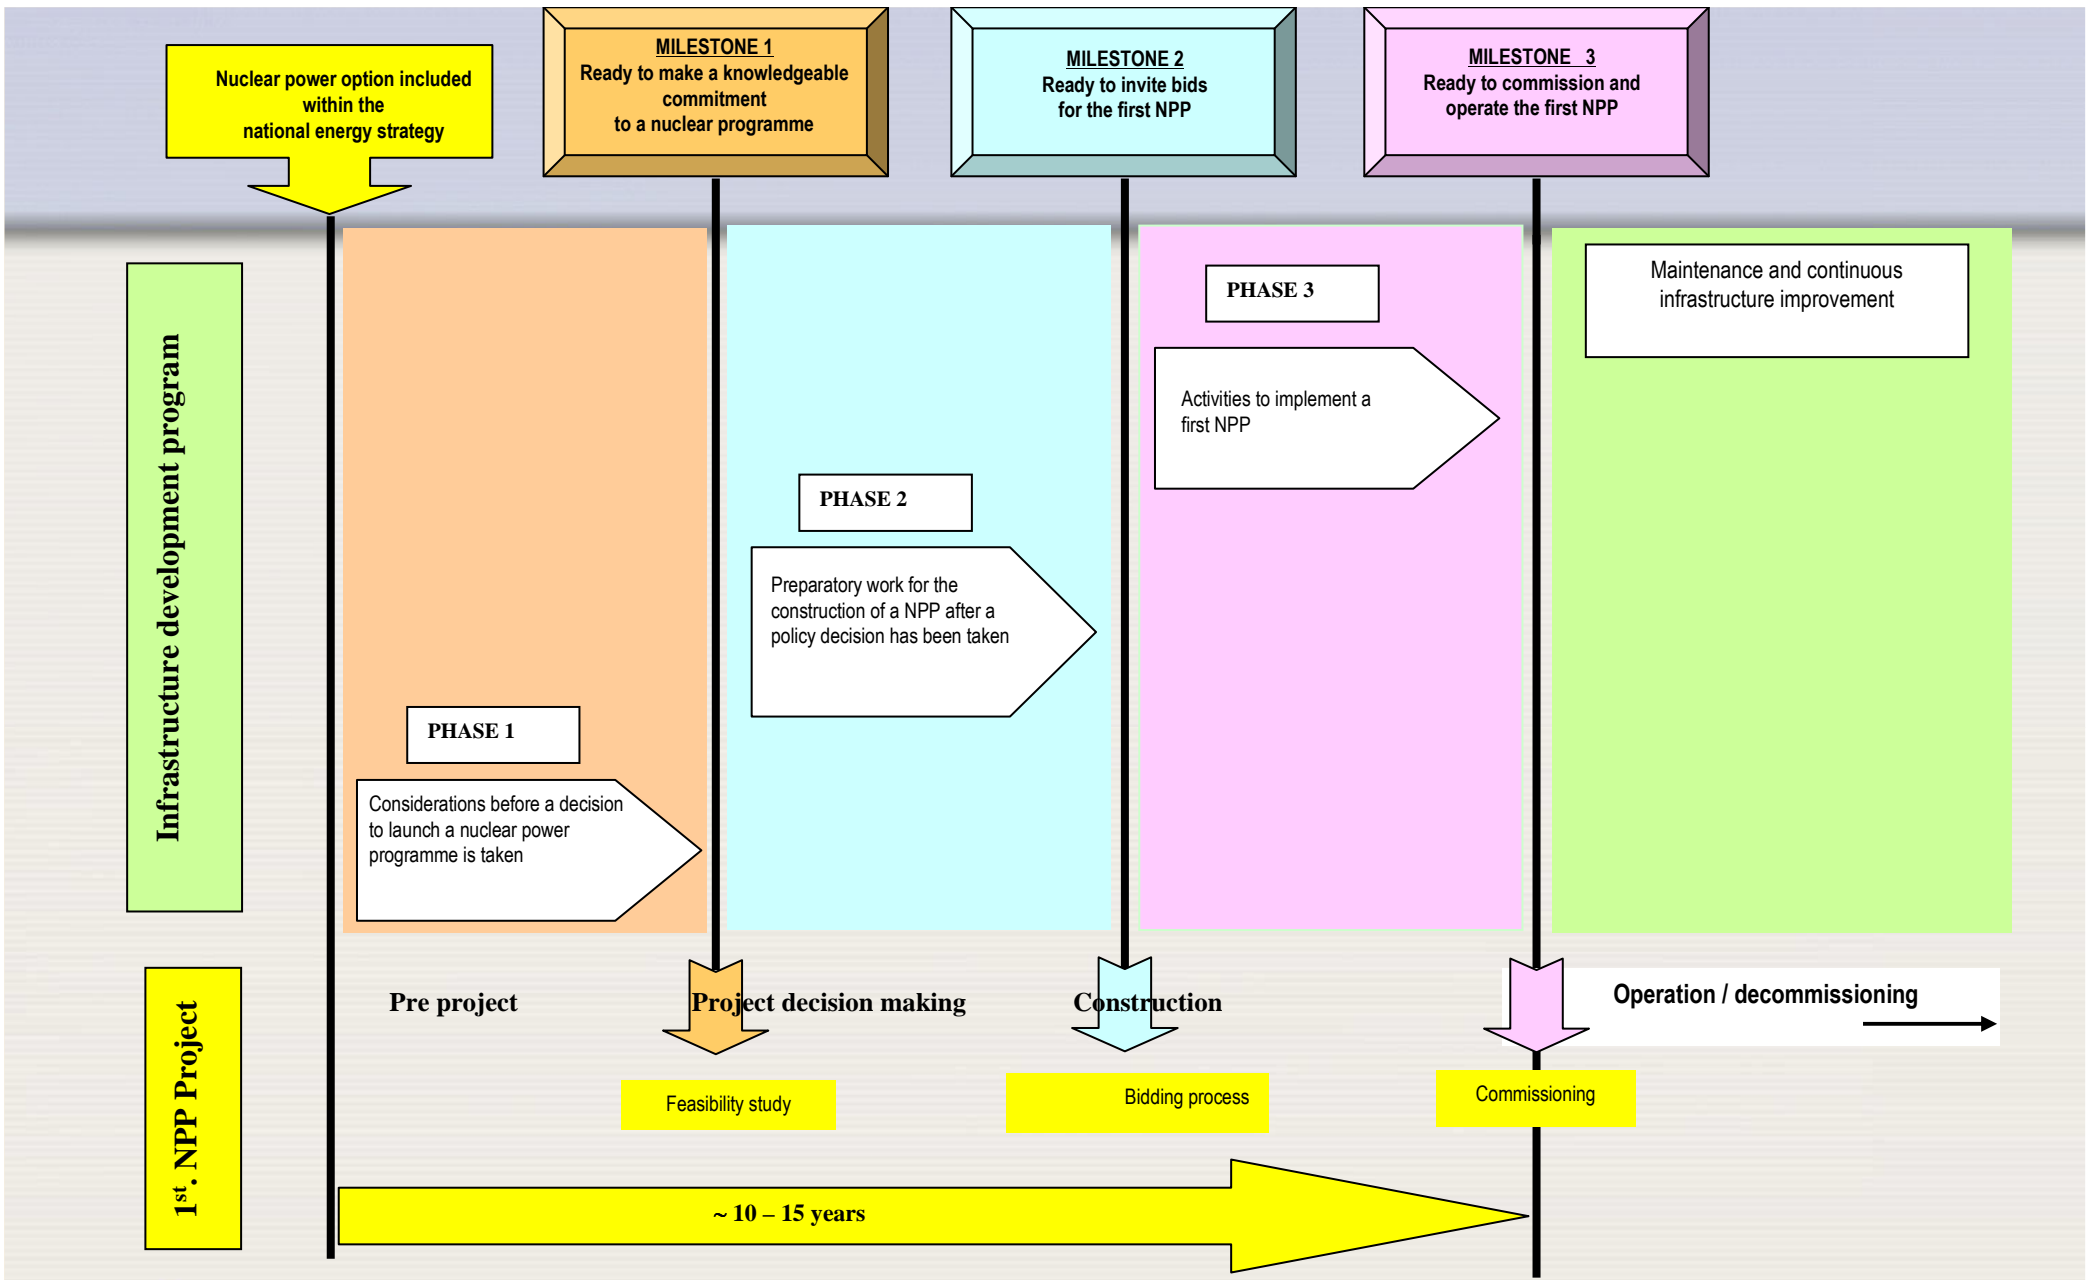 Nuclear power option included
within the
national energy strategy
MILESTONE 1
Ready to make a knowledgeable
commitment
to a nuclear programme
MILESTONE 2
Ready to invite bids
for the first NPP
MILESTONE 3
Ready to commission and
operate the first NPP
Infrastructure development program
PHASE 1
Considerations before a decision
to launch a nuclear power
programme is taken
PHASE 2
Preparatory work for the
construction of a NPP after a
policy decision has been taken
PHASE 3
Activities to implement a
first NPP
Maintenance and continuous
infrastructure improvement
1st. NPP Project
Pre project
Project decision making
Construction
Operation / decommissioning
Feasibility study
Bidding process
Commissioning
~ 10 – 15 years